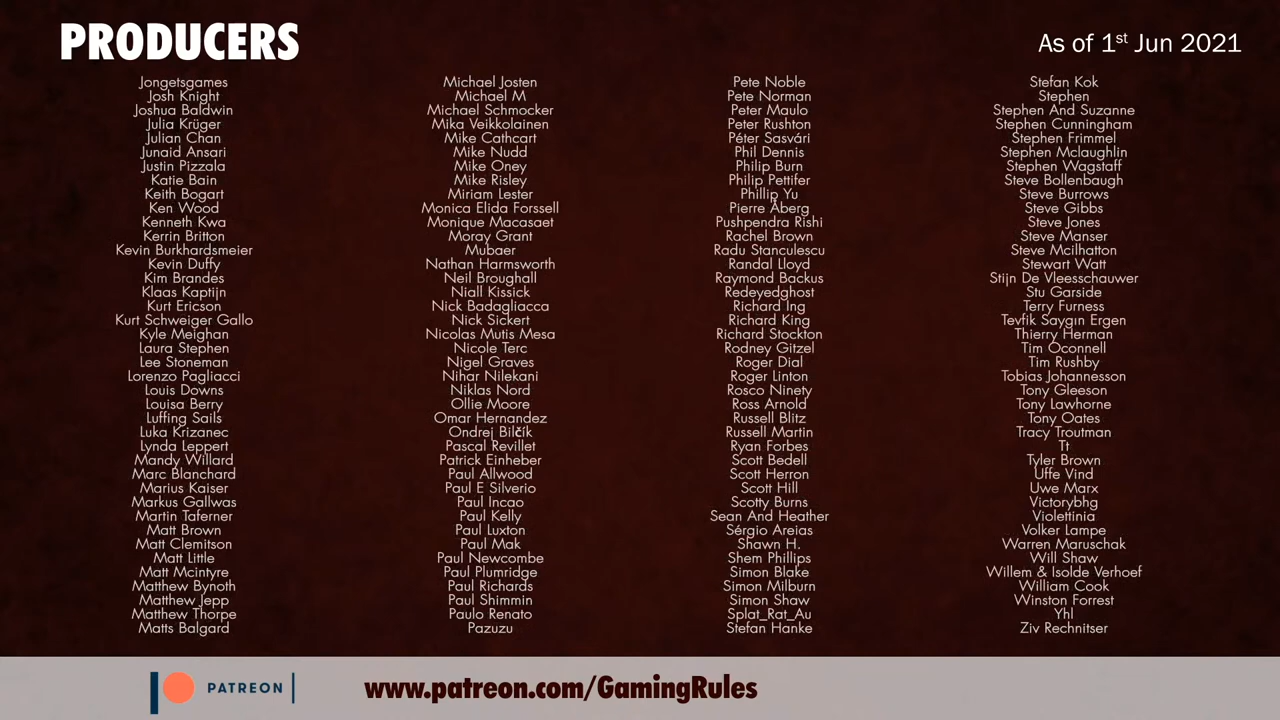 PRODUCERS
As of 1st Jun 2021
Jongetsgames
Josh Knight
Joshua Baldwin
Julia Krüger
Julian Chan
Junaid Ansari
Justin Pizzala
Katie Bain
Keith Bogart
Ken Wood
Kenneth Kwa
Kerrin Britton
Kevin Burkhardsmeier
Kevin Duffy
Kim Brandes
Klaas Kaptijn
Kurt Ericson
Kurt Schweiger Gallo
Kyle Meighan
Laura Stephen
Lee Stoneman
Lorenzo Pagliacci
Louis Downs
Louisa Berry
Luffing Sails
Luka Krizanec
Lynda Leppert
Mandy Willard
Marc Blanchard
Marius Kaiser
Markus Gallwas
Martin Taferner
Matt Brown
Matt Clemitson
Matt Little
Matt Mcintyre
Matthew Bynoth
Matthew Jepp
Matthew Thorpe
Matts Balgard
Michael Josten
Michael M
Michael Schmocker
Mika Veikkolainen
Mike Cathcart
Mike Nudd
Mike Oney
Mike Risley
Miriam Lester
Monica Elida Forssell
Monique Macasaet
Moray Grant
Mubaer
Nathan Harmsworth
Neil Broughall
Niall Kissick
Nick Badagliacca
Nick Sickert
Nicolas Mutis Mesa
Nicole Terc
Nigel Graves
Nihar Nilekani
Niklas Nord
Ollie Moore
Omar Hernandez
Ondrej Bilčík
Pascal Revillet
Patrick Einheber
Paul Allwood
Paul E Silverio
Paul Incao
Paul Kelly
Paul Luxton
Paul Mak
Paul Newcombe
Paul Plumridge
Paul Richards
Paul Shimmin
Paulo Renato
Pazuzu
Pete Noble
Pete Norman
Peter Maulo
Peter Rushton
Péter Sasvári
Phil Dennis
Philip Burn
Philip Pettifer
Phillip Yu
Pierre Åberg
Pushpendra Rishi
Rachel Brown
Radu Stanculescu
Randal Lloyd
Raymond Backus
Redeyedghost
Richard Ing
Richard King
Richard Stockton
Rodney Gitzel
Roger Dial
Roger Linton
Rosco Ninety
Ross Arnold
Russell Blitz
Russell Martin
Ryan Forbes
Scott Bedell
Scott Herron
Scott Hill
Scotty Burns
Sean And Heather
Sérgio Areias
Shawn H.
Shem Phillips
Simon Blake
Simon Milburn
Simon Shaw
Splat_Rat_Au
Stefan Hanke
Stefan Kok
Stephen
Stephen And Suzanne
Stephen Cunningham
Stephen Frimmel
Stephen Mclaughlin
Stephen Wagstaff
Steve Bollenbaugh
Steve Burrows
Steve Gibbs
Steve Jones
Steve Manser
Steve Mcilhatton
Stewart Watt
Stijn De Vleesschauwer
Stu Garside
Terry Furness
Tevfik Saygın Ergen
Thierry Herman
Tim Oconnell
Tim Rushby
Tobias Johannesson
Tony Gleeson
Tony Lawhorne
Tony Oates
Tracy Troutman
Tt
Tyler Brown
Uffe Vind
Uwe Marx
Victorybhg
Violettinia
Volker Lampe
Warren Maruschak
Will Shaw
Willem & Isolde Verhoef
William Cook
Winston Forrest
Yhl
Ziv Rechnitser
PATREON
www.patreon.com/GamingRules